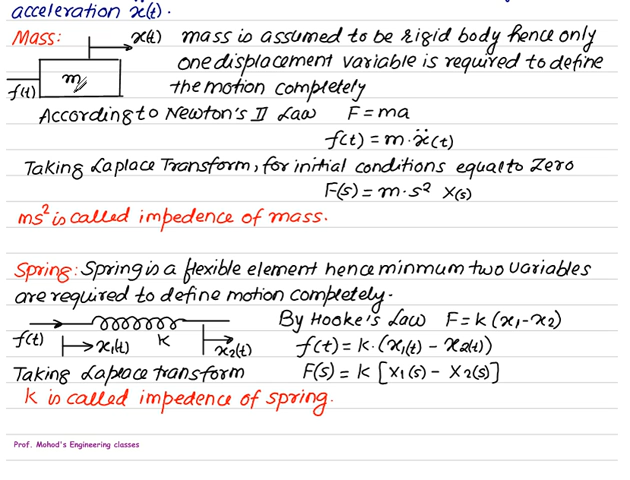 acceleration ẍ(t).
Mass: x(t) mass is assumed to be rigid body hence only
one displacement variable is required to define
m
f(t) the motion completely
According to Newton's II Law F = ma
f(t) = m·ẍ(t)
Taking Laplace Transform, for initial conditions equal to Zero
F(s) = m·s² X(s)
ms² is called impedence of mass.
Spring: Spring is a flexible element hence minmum two variables
are required to define motion completely.
By Hooke's Law F = k(x₁-x₂)
f(t) x₁(t) K x₂(t) f(t) = k·(x₁(t) - x₂(t))
Taking Laplace transform F(s) = k[X₁(s) - X₂(s)]
k is called impedence of spring.
Prof. Mohod's Engineering classes